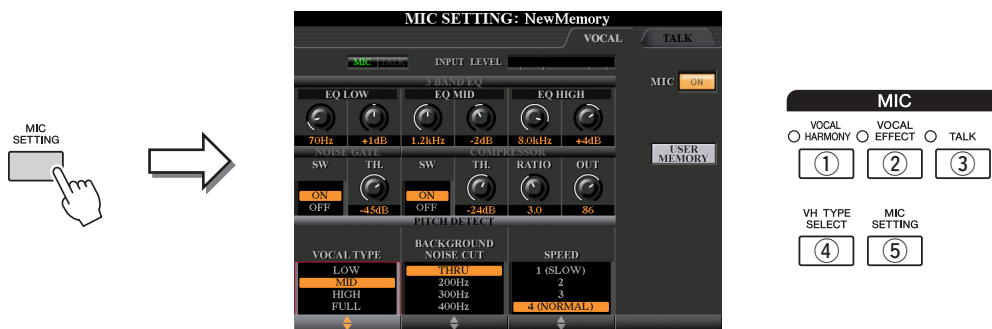 MIC
SETTING
MIC SETTING: NewMemory
VOCAL TALK
MIC TALK INPUT LEVEL
MIC ON
3 BAND EQ
EQ LOW EQ MID EQ HIGH
70Hz +1dB 1.2kHz -2dB 8.0kHz +4dB
NOISE GATE COMPRESSOR
SW TH. SW TH. RATIO OUT
ON ON
OFF -45dB OFF -24dB 3.0 86
USER
MEMORY
PITCH DETECT
VOCAL TYPE BACKGROUND NOISE CUT SPEED
LOW THRU 1 (SLOW)
MID 200Hz 2
HIGH 300Hz 3
FULL 400Hz 4 (NORMAL)
MIC
VOCAL HARMONY VOCAL EFFECT TALK
① ② ③
VH TYPE SELECT MIC SETTING
④ ⑤